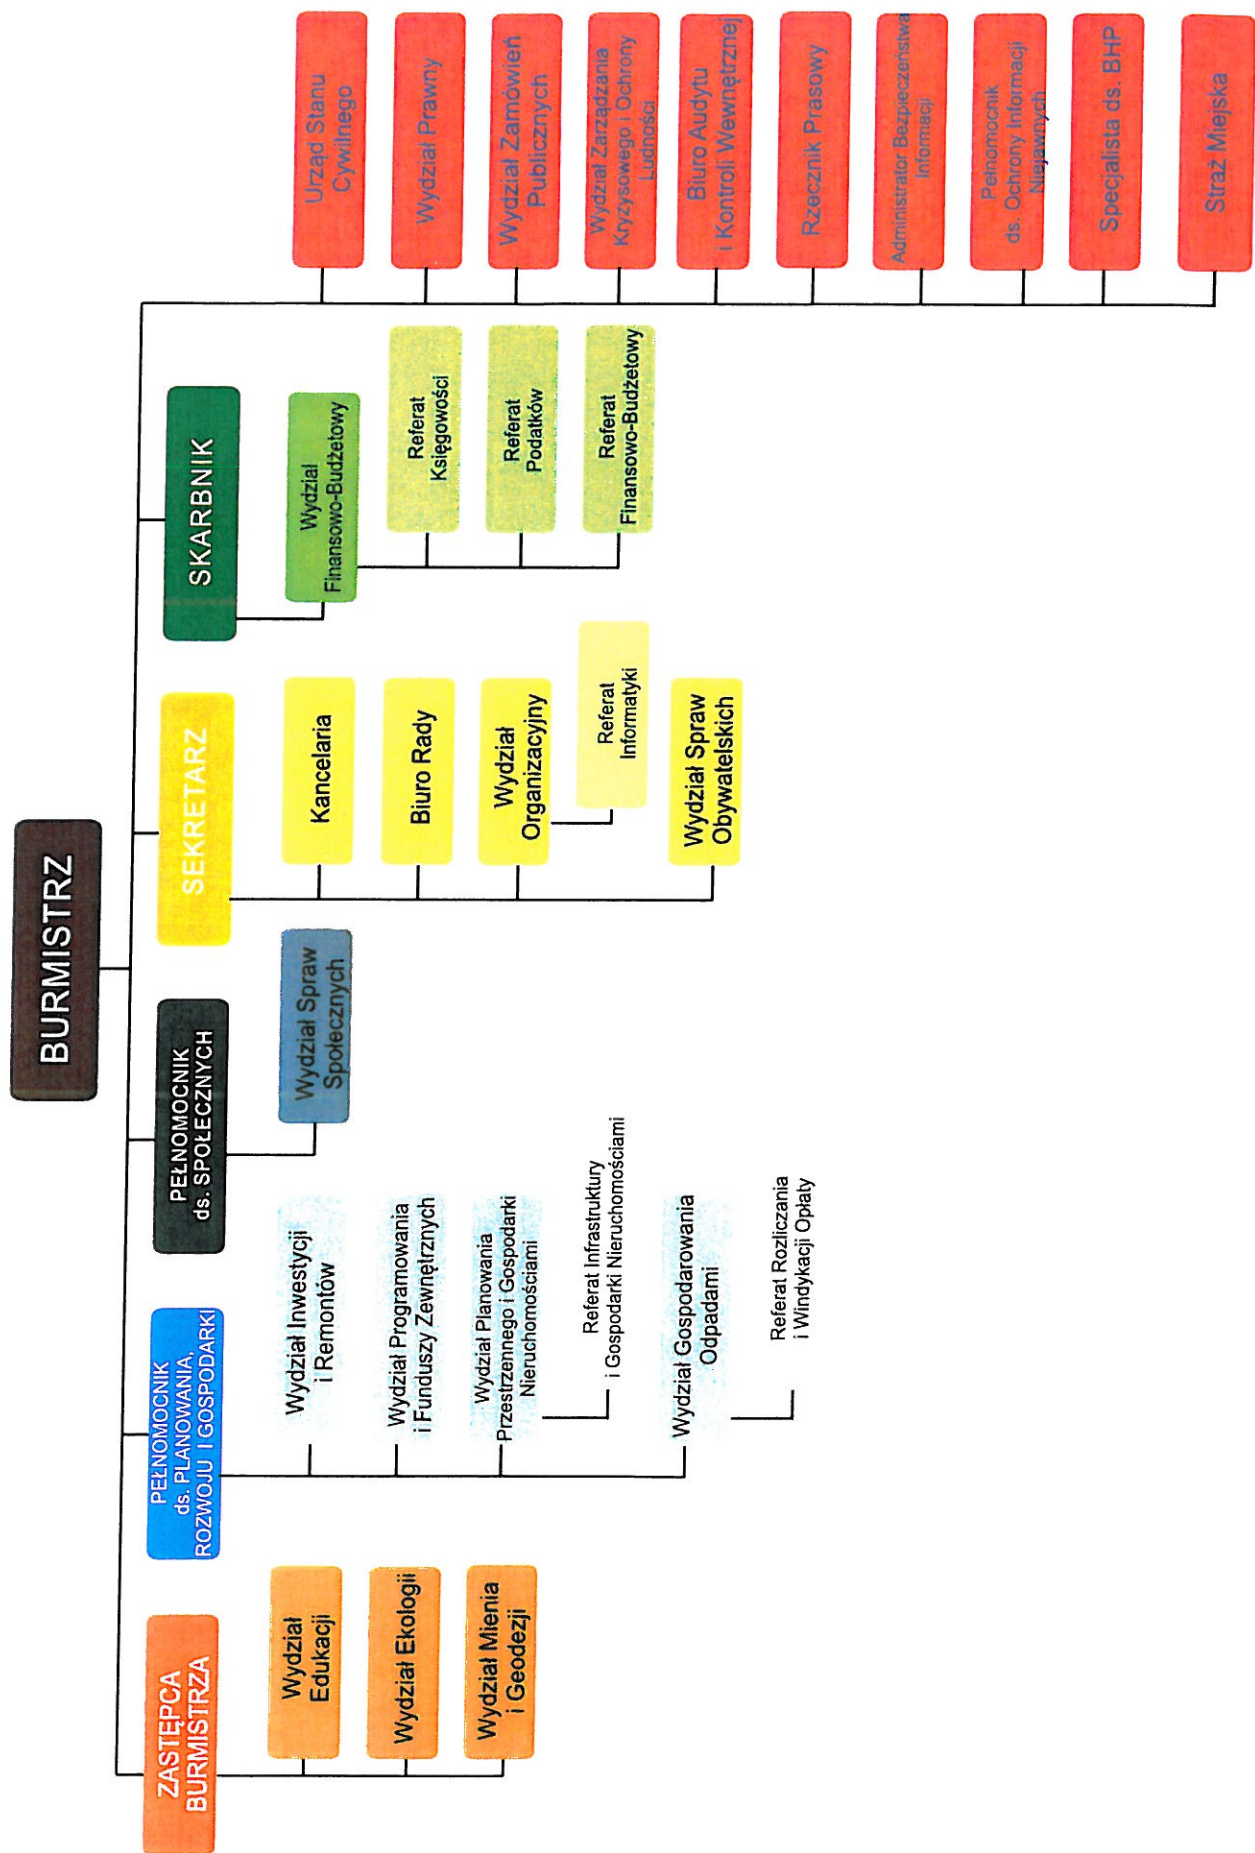 BURMISTRZ
ZASTĘPCA
BURMISTRZA
Wydział
Edukacji
Wydział Ekologii
Wydział Mienia
i Geodezji
PEŁNOMOCNIK
ds. PLANOWANIA,
ROZWOJU I GOSPODARKI
Wydział Inwestycji
i Remontów
Wydział Programowania
i Funduszy Zewnętrznych
Wydział Planowania
Przestrzennego i Gospodarki
Nieruchomościami
Referat Infrastruktury
i Gospodarki Nieruchomościami
Wydział Gospodarowania
Odpadami
Referat Rozliczania
i Windykacji Opłaty
PEŁNOMOCNIK
ds. SPOŁECZNYCH
Wydział Spraw
Społecznych
SEKRETARZ
Kancelaria
Biuro Rady
Wydział
Organizacyjny
Referat
Informatyki
Wydział Spraw
Obywatelskich
SKARBNIK
Wydział
Finansowo-Budżetowy
Referat
Księgowości
Referat
Podatków
Referat
Finansowo-Budżetowy
Urząd Stanu
Cywilnego
Wydział Prawny
Wydział Zamówień
Publicznych
Wydział Zarządzania
Kryzysowego i Ochrony
Ludności
Biuro Audytu
i Kontroli Wewnętrznej
Rzecznik Prasowy
Administrator Bezpieczeństwa
Informacji
Pełnomocnik
ds. Ochrony Informacji
Niejawnych
Specjalista ds. BHP
Straż Miejska